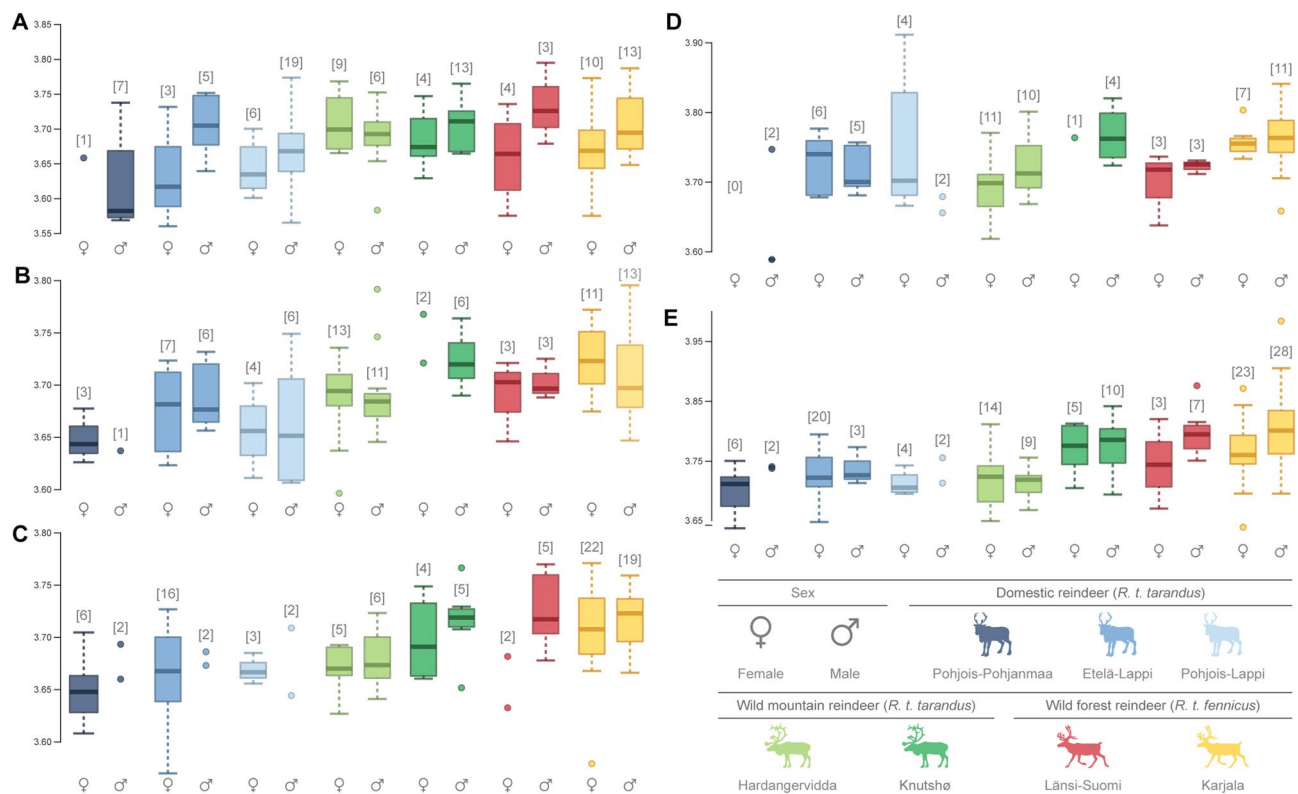 A
3.85
3.80
3.75
3.70
3.65
3.60
3.55
[1] [7] [3] [5] [6] [19] [9] [6] [4] [13] [4] [3] [10] [13]
♀ ♂ ♀ ♂ ♀ ♂ ♀ ♂ ♀ ♂ ♀ ♂ ♀ ♂
B
3.80
3.75
3.70
3.65
3.60
[3] [1] [7] [6] [4] [6] [13] [11] [2] [6] [3] [3] [11] [13]
♀ ♂ ♀ ♂ ♀ ♂ ♀ ♂ ♀ ♂ ♀ ♂ ♀ ♂
C
3.80
3.75
3.70
3.65
3.60
[6] [2] [16] [2] [3] [2] [5] [6] [4] [5] [2] [5] [22] [19]
♀ ♂ ♀ ♂ ♀ ♂ ♀ ♂ ♀ ♂ ♀ ♂ ♀ ♂
D
3.90
3.80
3.70
3.60
[0] [2] [6] [5] [4] [2] [11] [10] [1] [4] [3] [3] [7] [11]
♀ ♂ ♀ ♂ ♀ ♂ ♀ ♂ ♀ ♂ ♀ ♂ ♀ ♂
E
3.95
3.85
3.75
3.65
[6] [2] [20] [3] [4] [2] [14] [9] [5] [10] [3] [7] [23] [28]
♀ ♂ ♀ ♂ ♀ ♂ ♀ ♂ ♀ ♂ ♀ ♂ ♀ ♂
Sex
♀ ♂
Female Male
Domestic reindeer (R. t. tarandus)
Pohjois-Pohjanmaa Etelä-Lappi Pohjois-Lappi
Wild mountain reindeer (R. t. tarandus)
Hardangervidda Knutshø
Wild forest reindeer (R. t. fennicus)
Länsi-Suomi Karjala